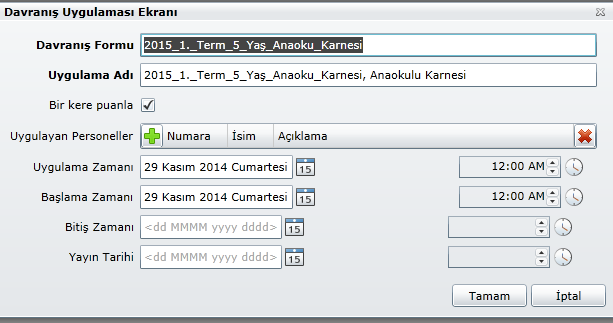 Davranış Uygulaması Ekranı
Davranış Formu 2015_1._Term_5_Yaş_Anaoku_Karnesi
Uygulama Adı 2015_1._Term_5_Yaş_Anaoku_Karnesi, Anaokulu Karnesi
Bir kere puanla
Uygulayan Personeller Numara İsim Açıklama
Uygulama Zamanı 29 Kasım 2014 Cumartesi 15 12:00 AM
Başlama Zamanı 29 Kasım 2014 Cumartesi 15 12:00 AM
Bitiş Zamanı <dd MMMM yyyy dddd> 15
Yayın Tarihi <dd MMMM yyyy dddd> 15
Tamam İptal